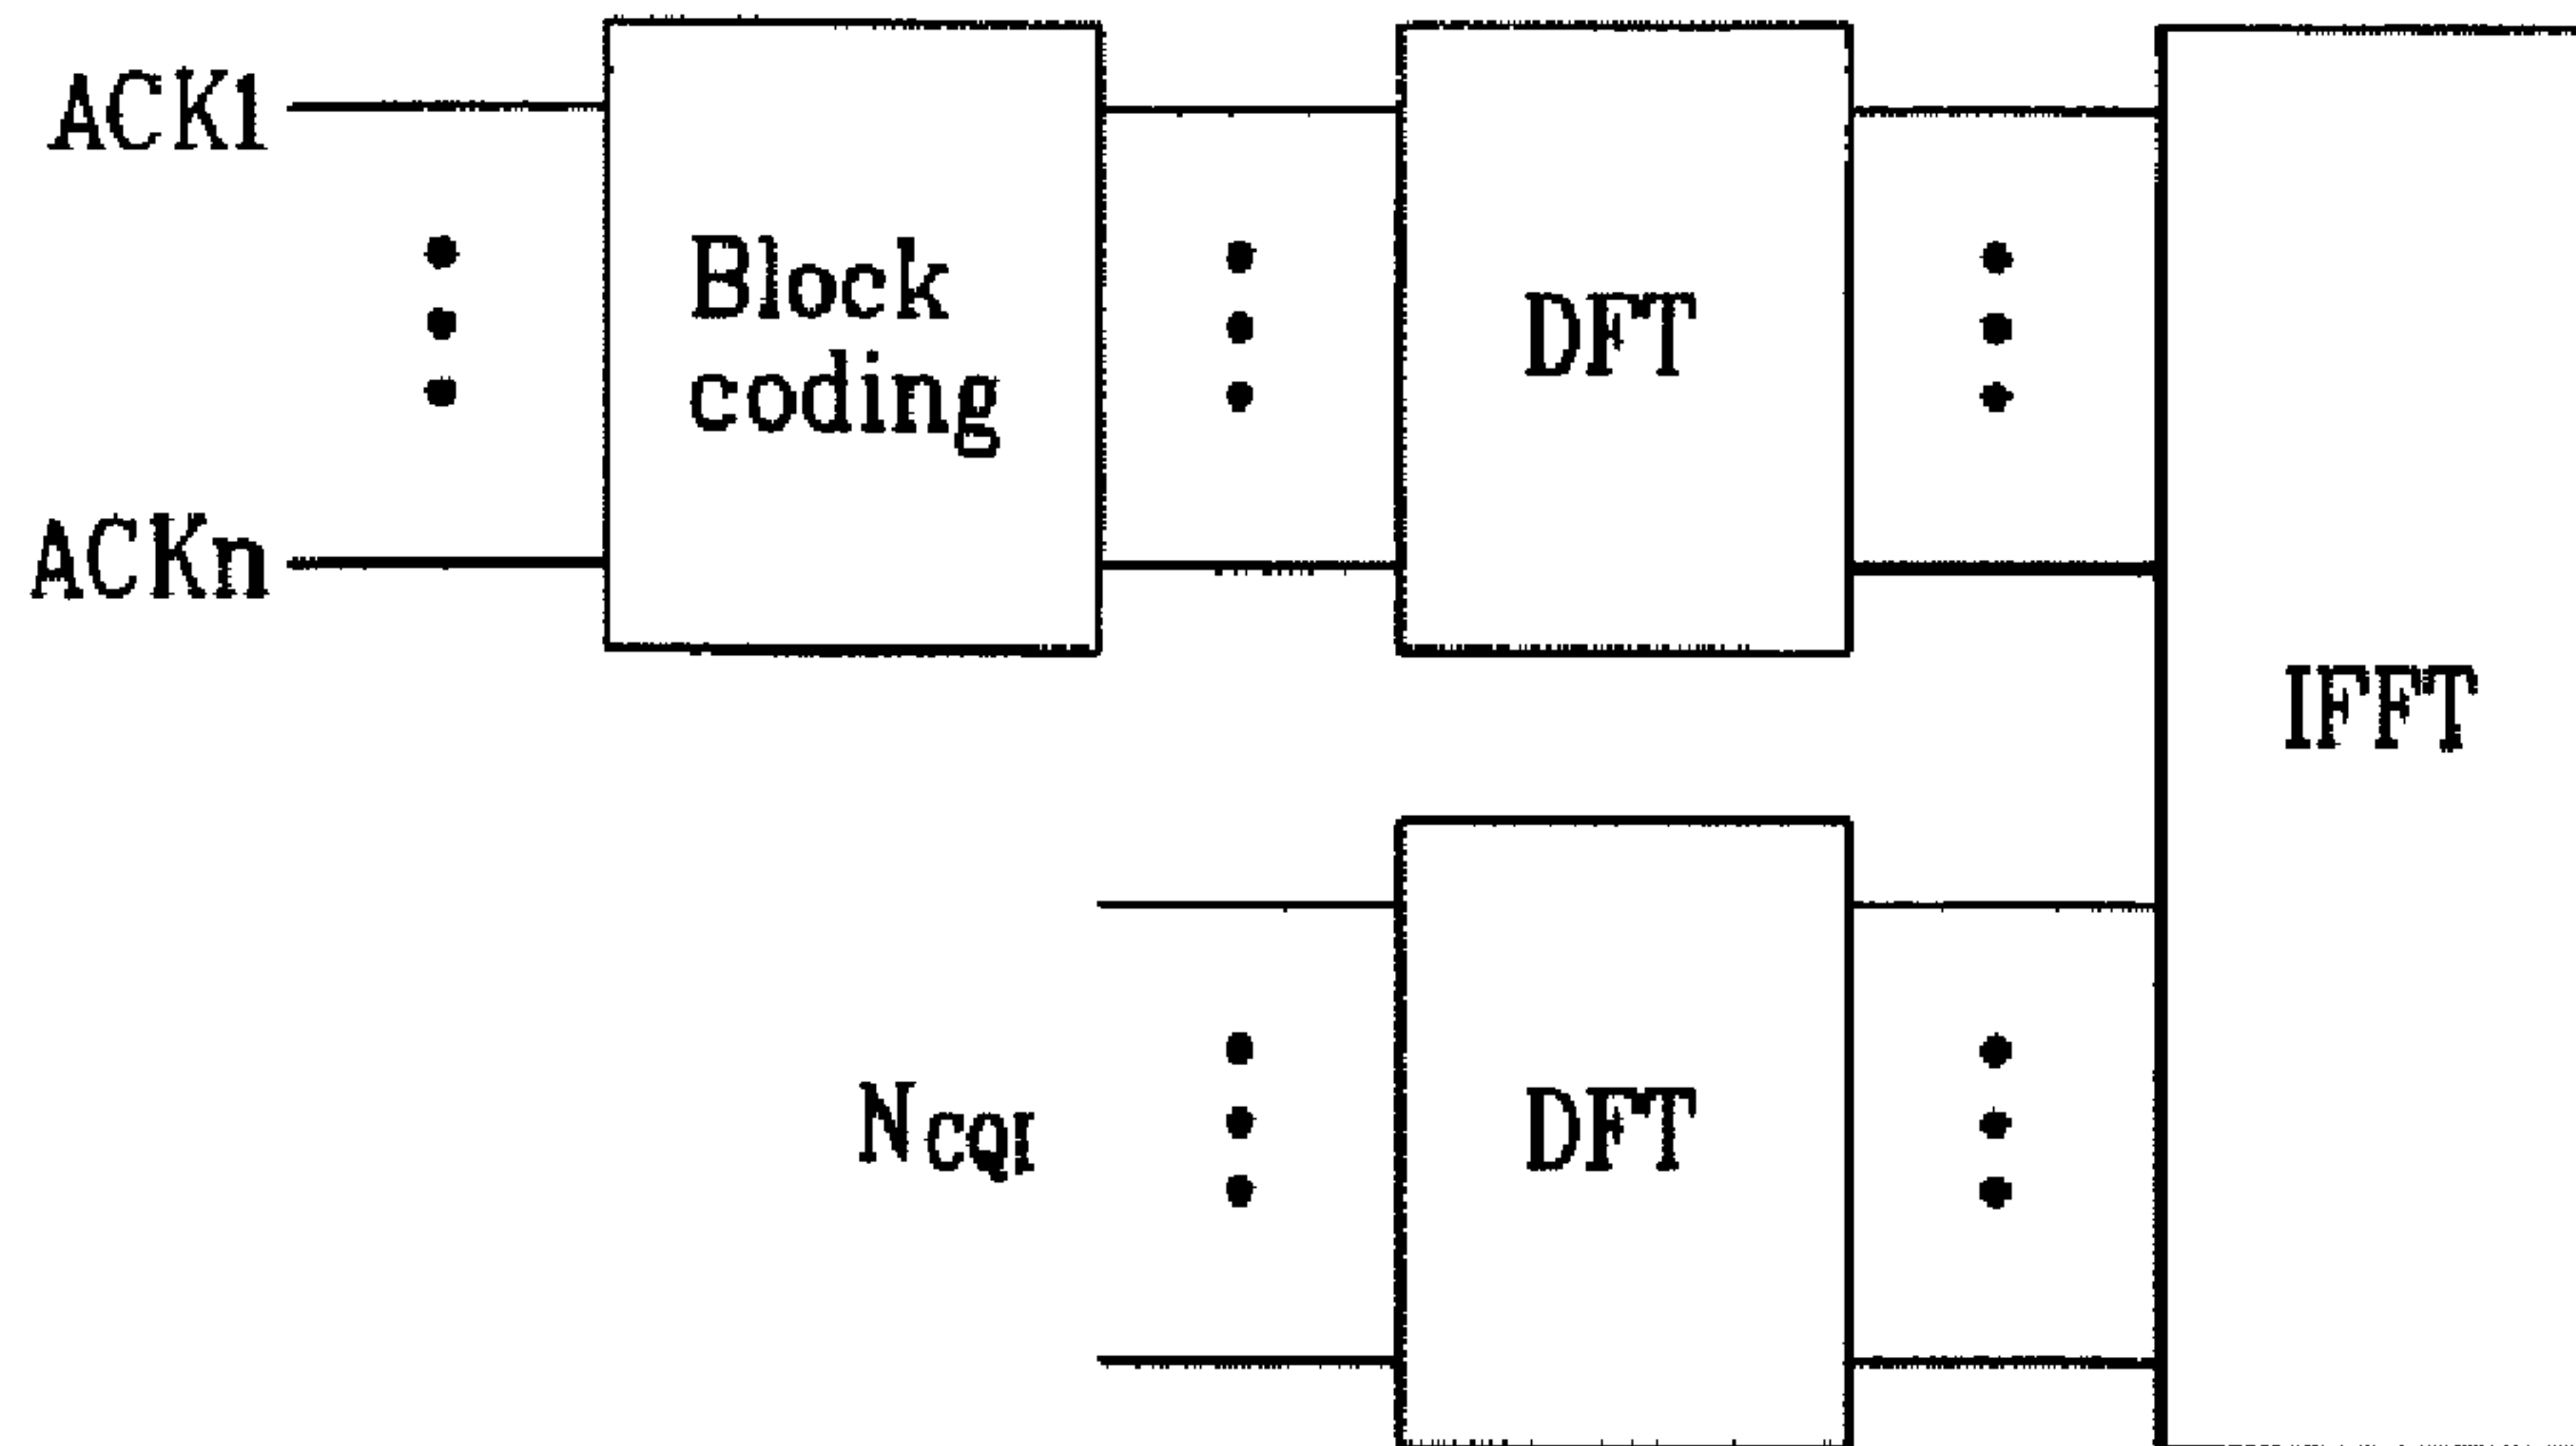 ACK1
Block
coding
DFT
ACKn
IFFT
NCQI
DFT